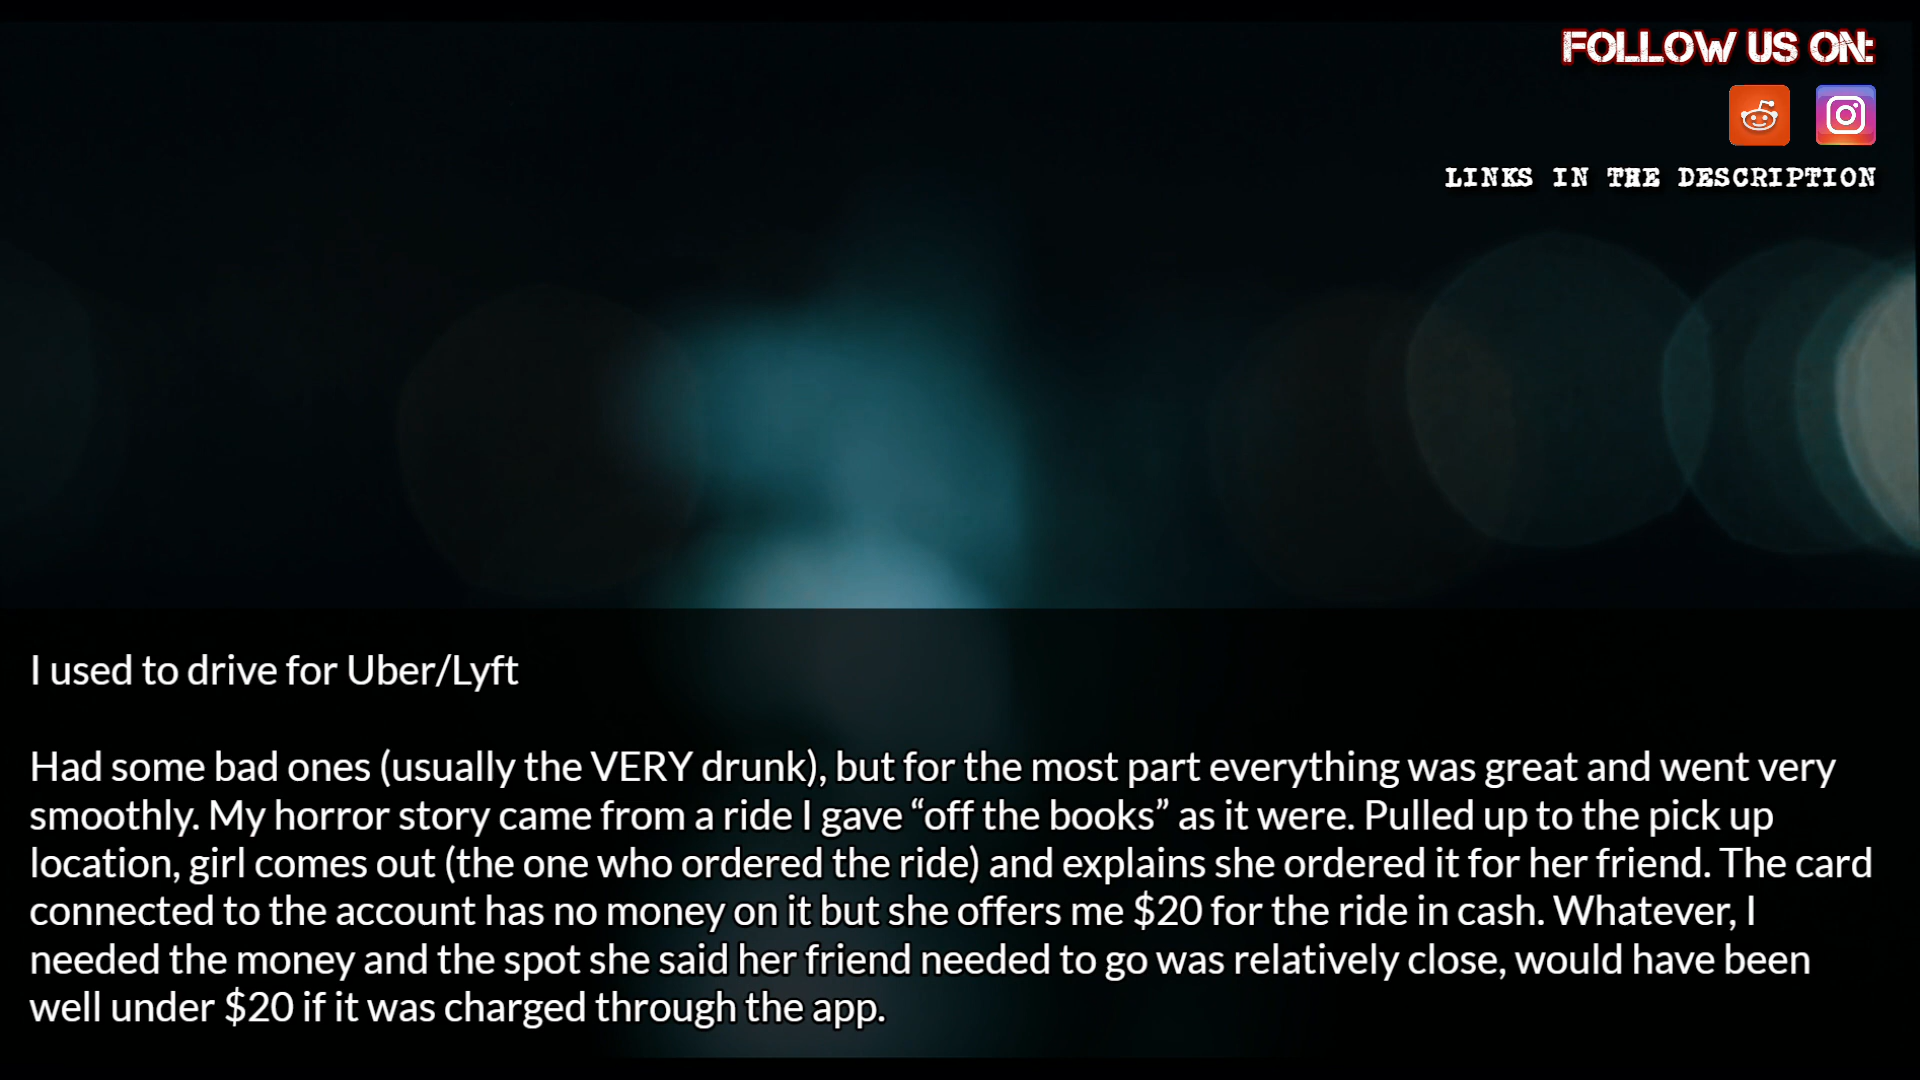 FOLLOW US ON:
LINKS IN THE DESCRIPTION
I used to drive for Uber/Lyft
Had some bad ones (usually the VERY drunk), but for the most part everything was great and went very
smoothly. My horror story came from a ride I gave “off the books” as it were. Pulled up to the pick up
location, girl comes out (the one who ordered the ride) and explains she ordered it for her friend. The card
connected to the account has no money on it but she offers me $20 for the ride in cash. Whatever, I
needed the money and the spot she said her friend needed to go was relatively close, would have been
well under $20 if it was charged through the app.